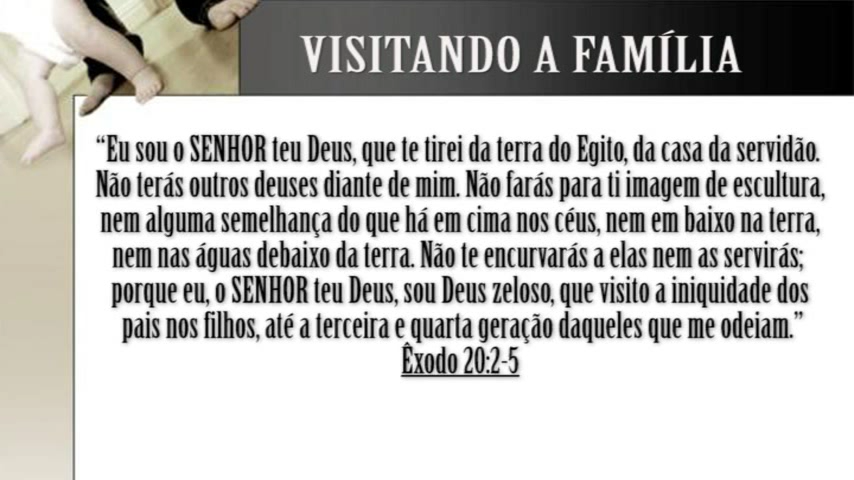 VISITANDO A FAMÍLIA
“Eu sou o SENHOR teu Deus, que te tirei da terra do Egito, da casa da servidão.
Não terás outros deuses diante de mim. Não farás para ti imagem de escultura,
nem alguma semelhança do que há em cima nos céus, nem em baixo na terra,
nem nas águas debaixo da terra. Não te encurvarás a elas nem as servirás;
porque eu, o SENHOR teu Deus, sou Deus zeloso, que visito a iniquidade dos
pais nos filhos, até a terceira e quarta geração daqueles que me odeiam.”
Êxodo 20:2-5